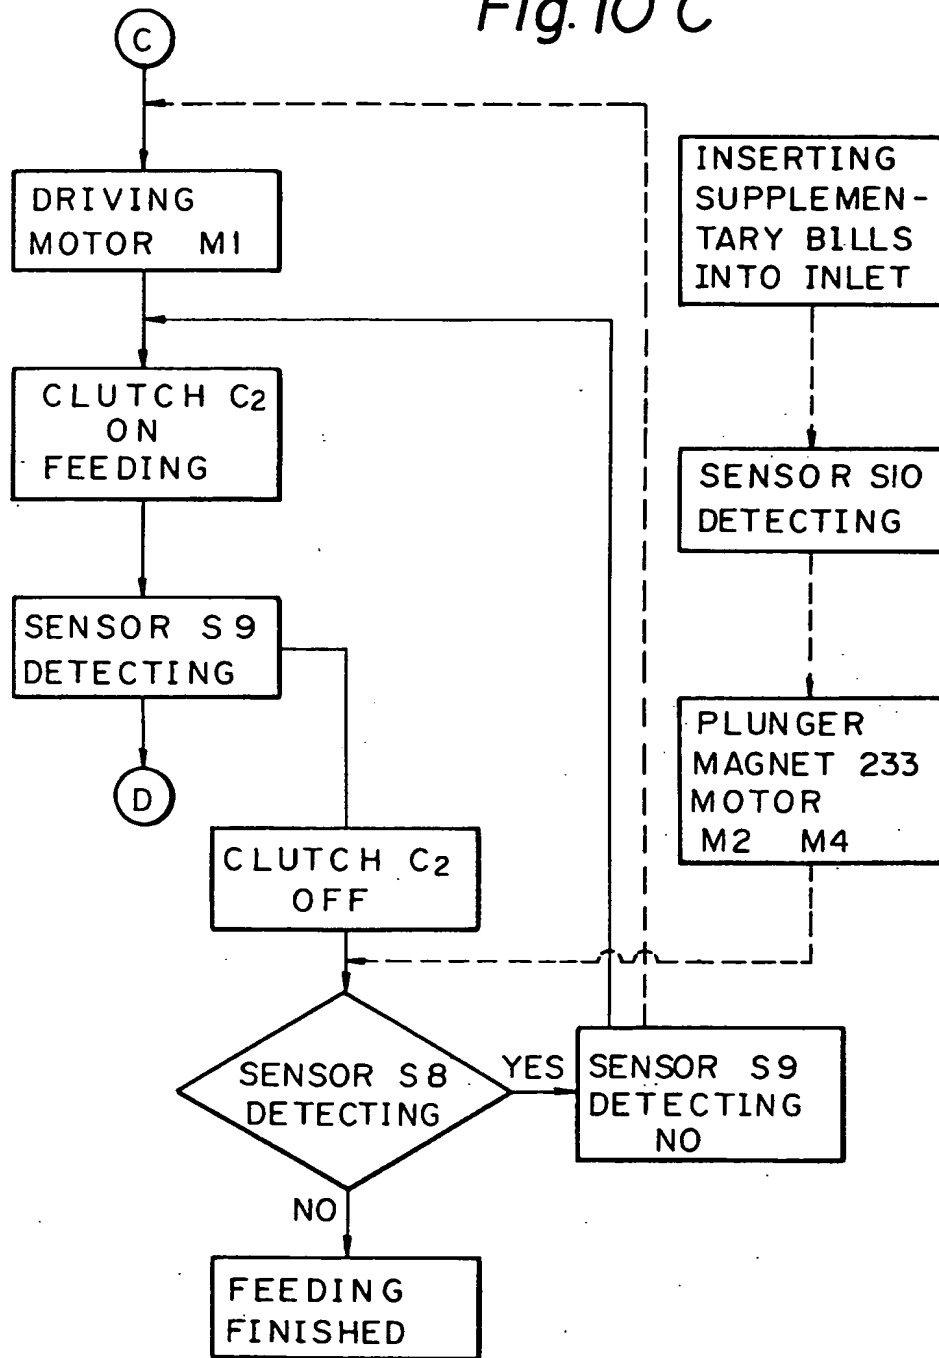 Fig. 10 C
C
DRIVING
MOTOR M1
CLUTCH C2
ON
FEEDING
SENSOR S9
DETECTING
D
CLUTCH C2
OFF
SENSOR S8
DETECTING
YES
SENSOR S9
DETECTING
NO
NO
FEEDING
FINISHED
INSERTING
SUPPLEMEN-
TARY BILLS
INTO INLET
SENSOR S10
DETECTING
PLUNGER
MAGNET 233
MOTOR
M2 M4